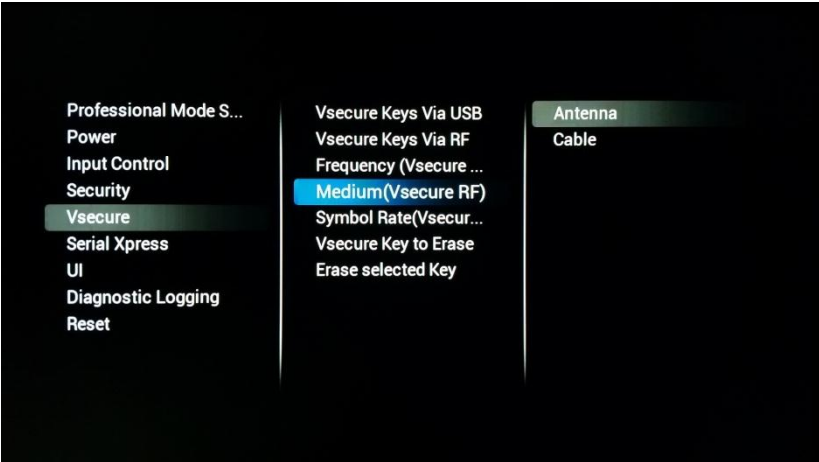 Professional Mode S...
Power
Input Control
Security
Vsecure
Serial Xpress
UI
Diagnostic Logging
Reset
Vsecure Keys Via USB
Vsecure Keys Via RF
Frequency (Vsecure ...
Medium(Vsecure RF)
Symbol Rate(Vsecur...
Vsecure Key to Erase
Erase selected Key
Antenna
Cable